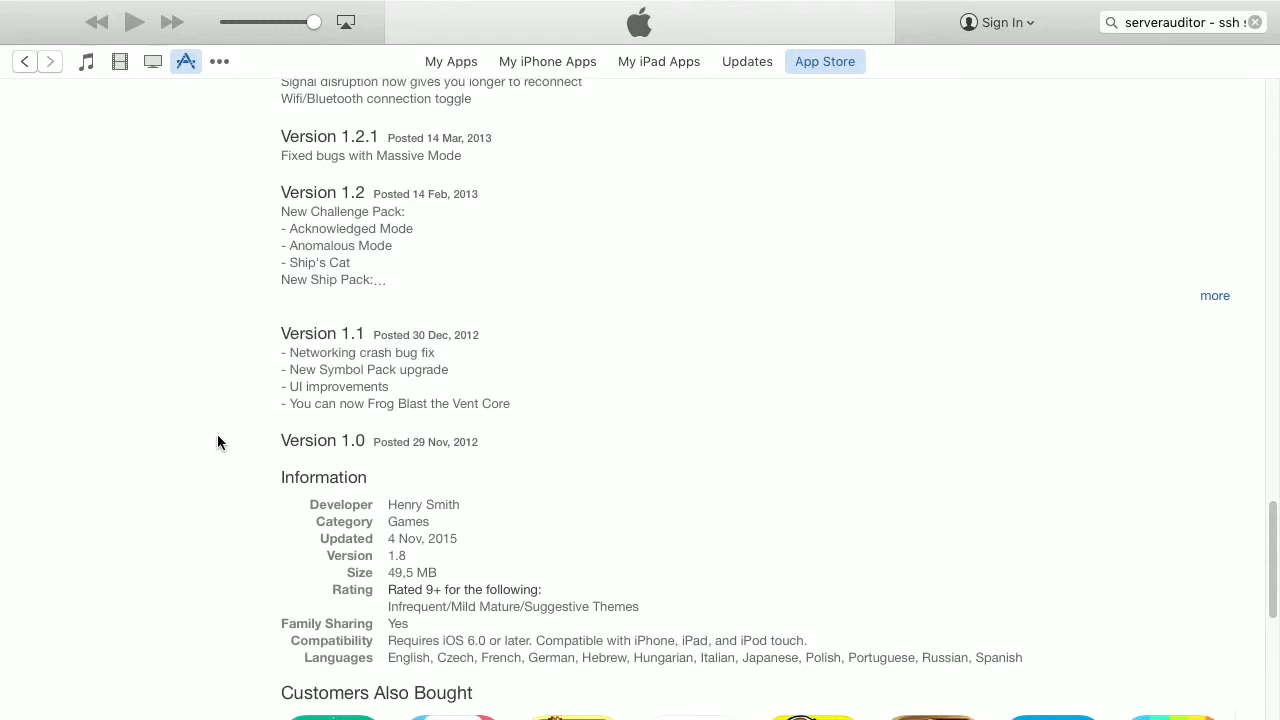 Sign In
serverauditor - ssh
My Apps
My iPhone Apps
My iPad Apps
Updates
App Store
Signal disruption now gives you longer to reconnect
Wifi/Bluetooth connection toggle
Version 1.2.1 Posted 14 Mar, 2013
Fixed bugs with Massive Mode
Version 1.2 Posted 14 Feb, 2013
New Challenge Pack:
- Acknowledged Mode
- Anomalous Mode
- Ship's Cat
New Ship Pack:…
more
Version 1.1 Posted 30 Dec, 2012
- Networking crash bug fix
- New Symbol Pack upgrade
- UI improvements
- You can now Frog Blast the Vent Core
Version 1.0 Posted 29 Nov, 2012
Information
Developer Henry Smith
Category Games
Updated 4 Nov, 2015
Version 1.8
Size 49,5 MB
Rating Rated 9+ for the following:
Infrequent/Mild Mature/Suggestive Themes
Family Sharing Yes
Compatibility Requires iOS 6.0 or later. Compatible with iPhone, iPad, and iPod touch.
Languages English, Czech, French, German, Hebrew, Hungarian, Italian, Japanese, Polish, Portuguese, Russian, Spanish
Customers Also Bought